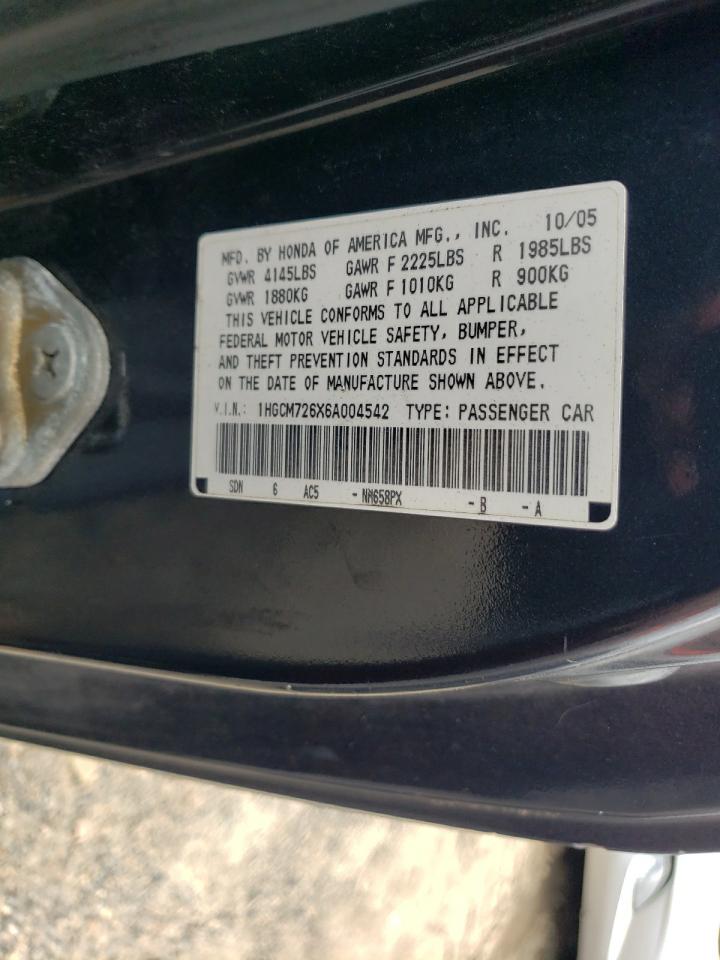 MFD. BY HONDA OF AMERICA MFG., INC. 10/05
GVWR 4145LBS GAWR F 2225LBS R 1985LBS
GVWR 1880KG GAWR F 1010KG R 900KG
THIS VEHICLE CONFORMS TO ALL APPLICABLE
FEDERAL MOTOR VEHICLE SAFETY, BUMPER,
AND THEFT PREVENTION STANDARDS IN EFFECT
ON THE DATE OF MANUFACTURE SHOWN ABOVE.
V.I.N.: 1HGCM726X6A004542 TYPE: PASSENGER CAR
SDN 6 AC5 -NH658PX -B -A